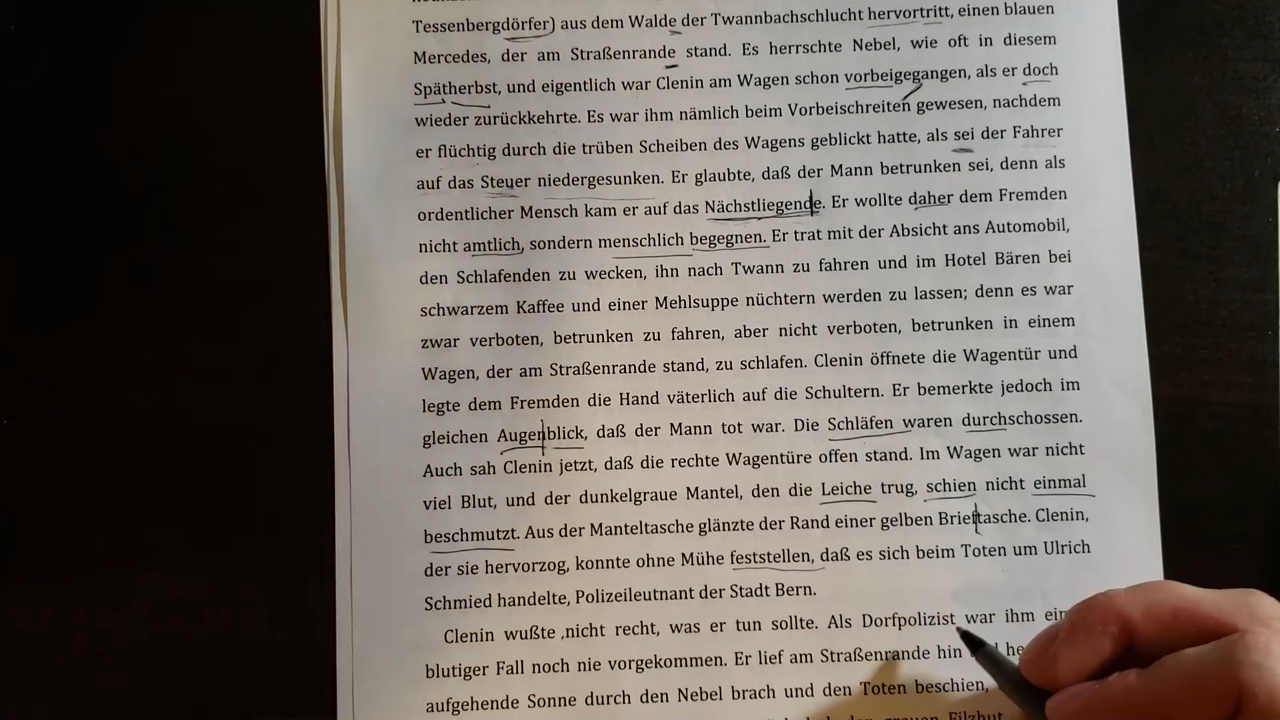 Tessenbergdörfer) aus dem Walde der Twannbachschlucht hervortritt, einen blauen
Mercedes, der am Straßenrande stand. Es herrschte Nebel, wie oft in diesem
Spätherbst, und eigentlich war Clenin am Wagen schon vorbeigegangen, als er doch
wieder zurückkehrte. Es war ihm nämlich beim Vorbeischreiten gewesen, nachdem
er flüchtig durch die trüben Scheiben des Wagens geblickt hatte, als sei der Fahrer
auf das Steuer niedergesunken. Er glaubte, daß der Mann betrunken sei, denn als
ordentlicher Mensch kam er auf das Nächstliegende. Er wollte daher dem Fremden
nicht amtlich, sondern menschlich begegnen. Er trat mit der Absicht ans Automobil,
den Schlafenden zu wecken, ihn nach Twann zu fahren und im Hotel Bären bei
schwarzem Kaffee und einer Mehlsuppe nüchtern werden zu lassen; denn es war
zwar verboten, betrunken zu fahren, aber nicht verboten, betrunken in einem
Wagen, der am Straßenrande stand, zu schlafen. Clenin öffnete die Wagentür und
legte dem Fremden die Hand väterlich auf die Schultern. Er bemerkte jedoch im
gleichen Augenblick, daß der Mann tot war. Die Schläfen waren durchschossen.
Auch sah Clenin jetzt, daß die rechte Wagentüre offen stand. Im Wagen war nicht
viel Blut, und der dunkelgraue Mantel, den die Leiche trug, schien nicht einmal
beschmutzt. Aus der Manteltasche glänzte der Rand einer gelben Brieftasche. Clenin,
der sie hervorzog, konnte ohne Mühe feststellen, daß es sich beim Toten um Ulrich
Schmied handelte, Polizeileutnant der Stadt Bern.
Clenin wußte ,nicht recht, was er tun sollte. Als Dorfpolizist war ihm ein
blutiger Fall noch nie vorgekommen. Er lief am Straßenrande hin
aufgehende Sonne durch den Nebel brach und den Toten beschien,
Filzhut